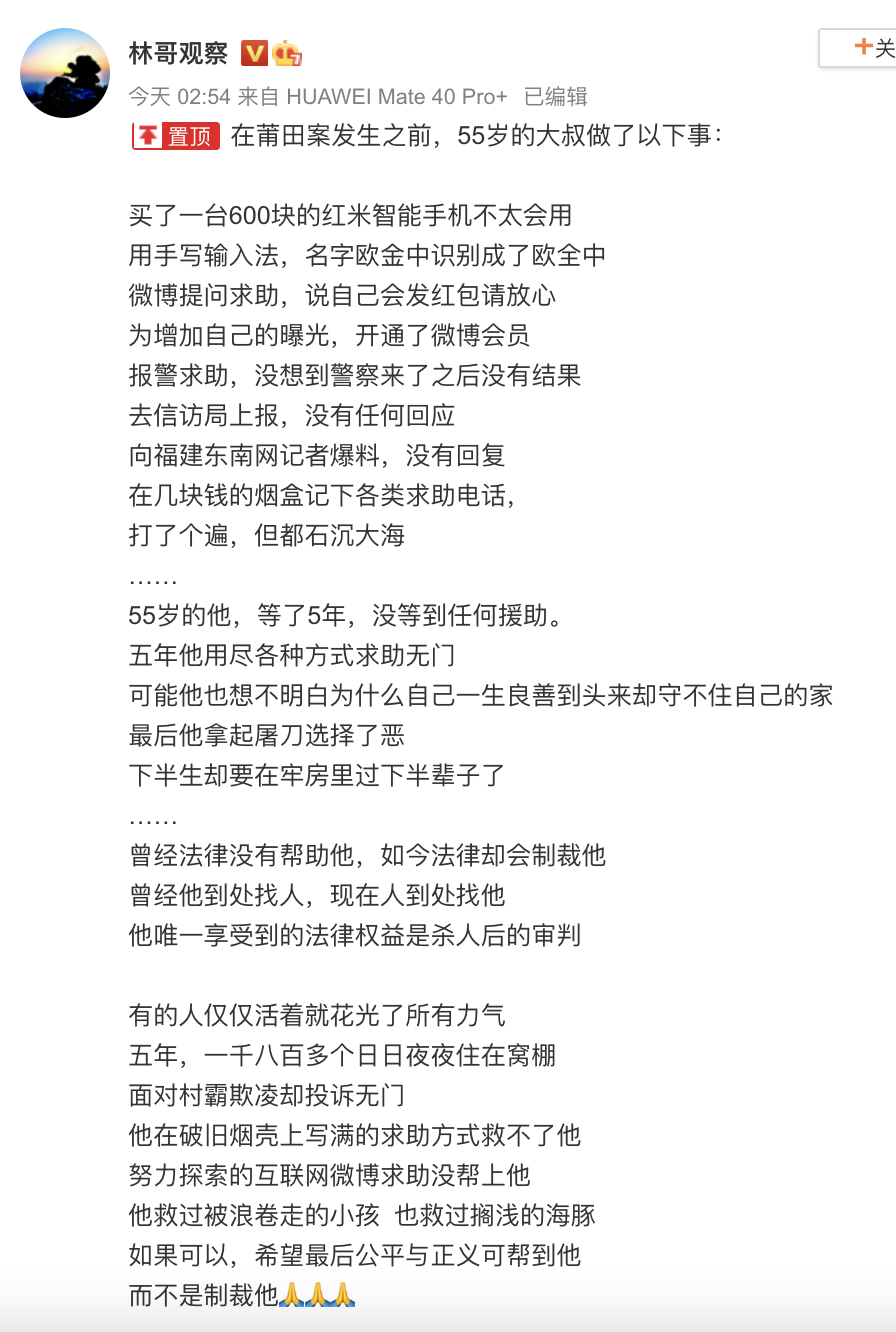 林哥观察
+关
今天 02:54 来自 HUAWEI Mate 40 Pro+ 已编辑
置顶 在莆田案发生之前，55岁的大叔做了以下事：
买了一台600块的红米智能手机不太会用
用手写输入法，名字欧金中识别成了欧全中
微博提问求助，说自己会发红包请放心
为增加自己的曝光，开通了微博会员
报警求助，没想到警察来了之后没有结果
去信访局上报，没有任何回应
向福建东南网记者爆料，没有回复
在几块钱的烟盒记下各类求助电话，
打了个遍，但都石沉大海
......
55岁的他，等了5年，没等到任何援助。
五年他用尽各种方式求助无门
可能他也想不明白为什么自己一生良善到头来却守不住自己的家
最后他拿起屠刀选择了恶
下半生却要在牢房里过下半辈子了
......
曾经法律没有帮助他，如今法律却会制裁他
曾经他到处找人，现在人到处找他
他唯一享受到的法律权益是杀人后的审判
有的人仅仅活着就花光了所有力气
五年，一千八百多个日日夜夜住在窝棚
面对村霸欺凌却投诉无门
他在破旧烟壳上写满的求助方式救不了他
努力探索的互联网微博求助没帮上他
他救过被浪卷走的小孩 也救过搁浅的海豚
如果可以，希望最后公平与正义可帮到他
而不是制裁他🙏🙏🙏